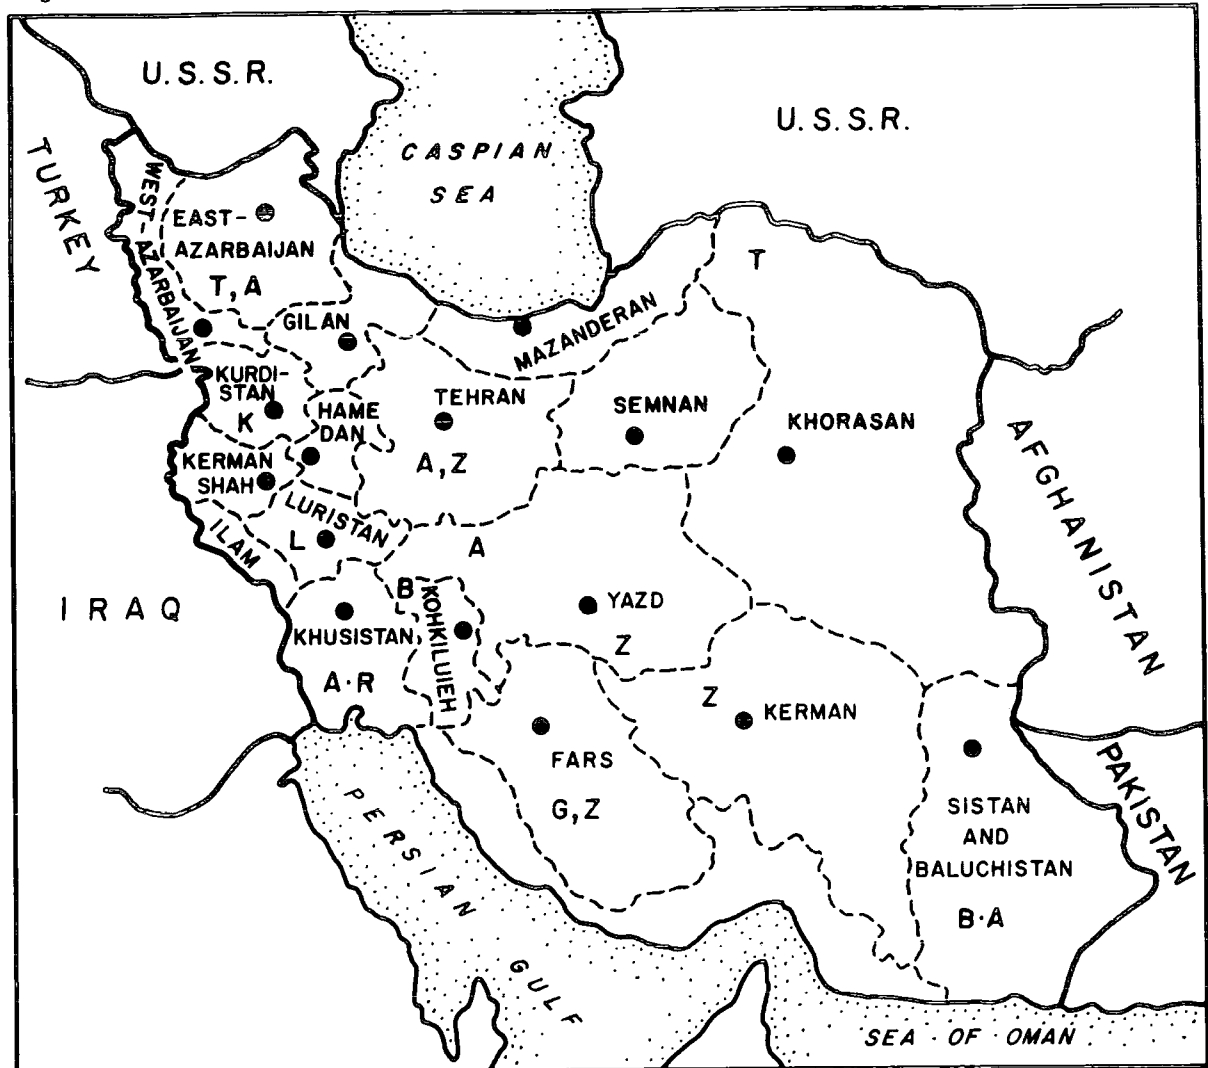 U.S.S.R.
U.S.S.R.
CASPIAN
SEA
TURKEY
WEST-AZARBAIJAN
EAST-
AZARBAIJAN
T, A
T
GILAN
MAZANDERAN
KURDI-
STAN
K
HAME
DAN
TEHRAN
A, Z
SEMNAN
KHORASAN
AFGHANISTAN
KERMAN
SHAH
LURISTAN
L
ILAM
A
IRAQ
B
KOHKILUIEH
YAZD
Z
KHUSISTAN
A·R
Z
KERMAN
FARS
G, Z
PAKISTAN
SISTAN
AND
BALUCHISTAN
B·A
PERSIAN GULF
SEA · OF · OMAN